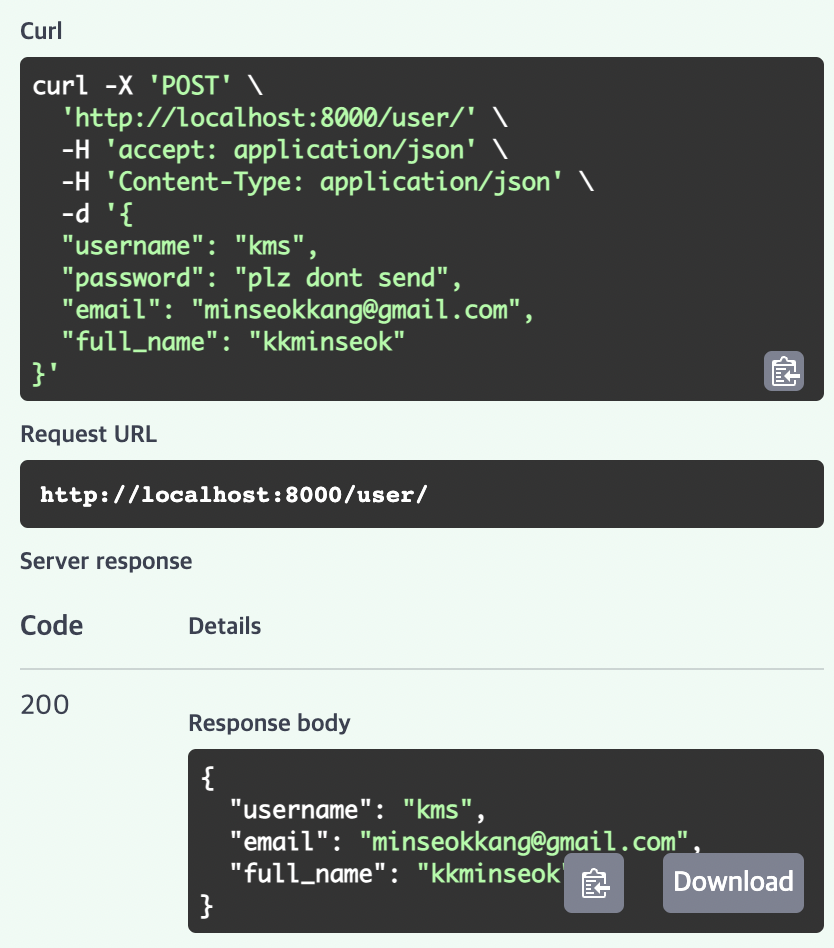 Curl
curl -X 'POST' \
  'http://localhost:8000/user/' \
  -H 'accept: application/json' \
  -H 'Content-Type: application/json' \
  -d '{
  "username": "kms",
  "password": "plz dont send",
  "email": "minseokkang@gmail.com",
  "full_name": "kkminseok"
}'
Request URL
http://localhost:8000/user/
Server response
Code Details
200
Response body
{
  "username": "kms",
  "email": "minseokkang@gmail.com",
  "full_name": "kkminseok
Download
}